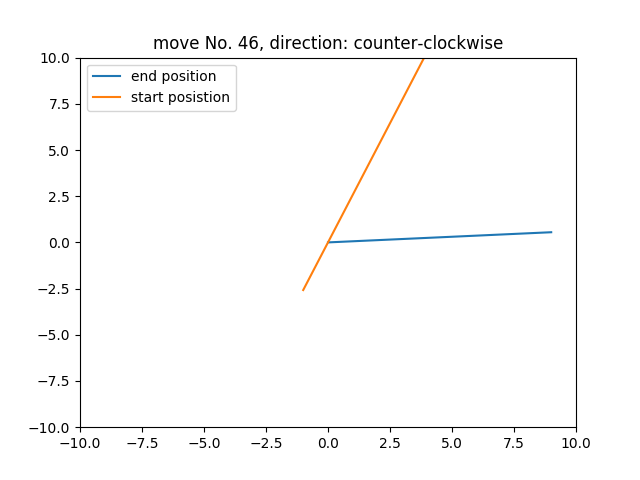 move No. 46, direction: counter-clockwise
end position
start posistion
10.0
7.5
5.0
2.5
0.0
−2.5
−5.0
−7.5
−10.0
−10.0 −7.5 −5.0 −2.5 0.0 2.5 5.0 7.5 10.0